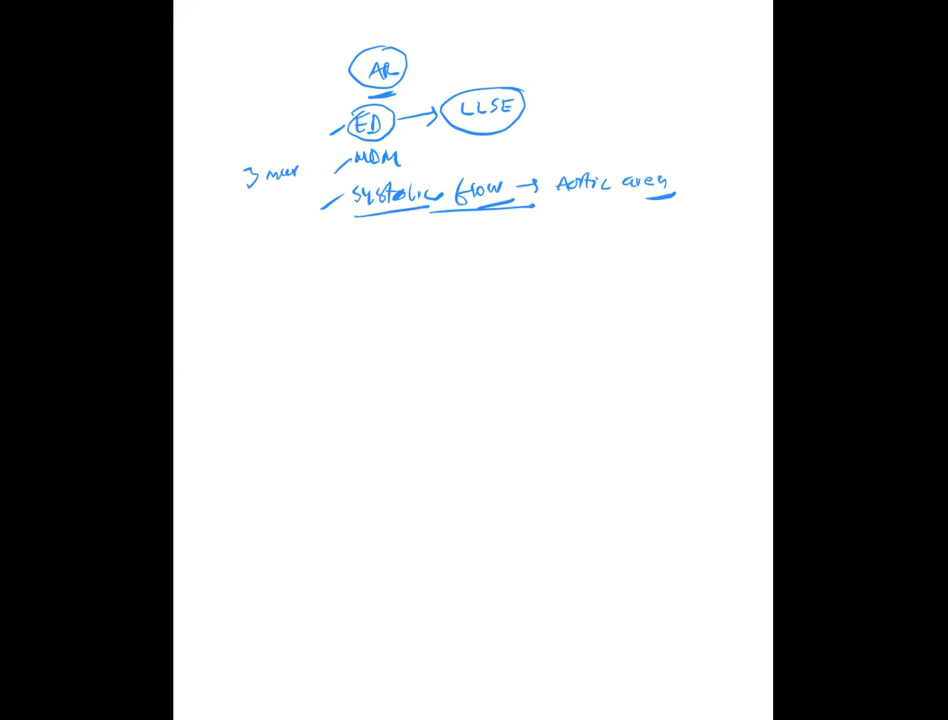 AR
ED → LLSE
MDM
3 mur
systolic flow → Aortic area